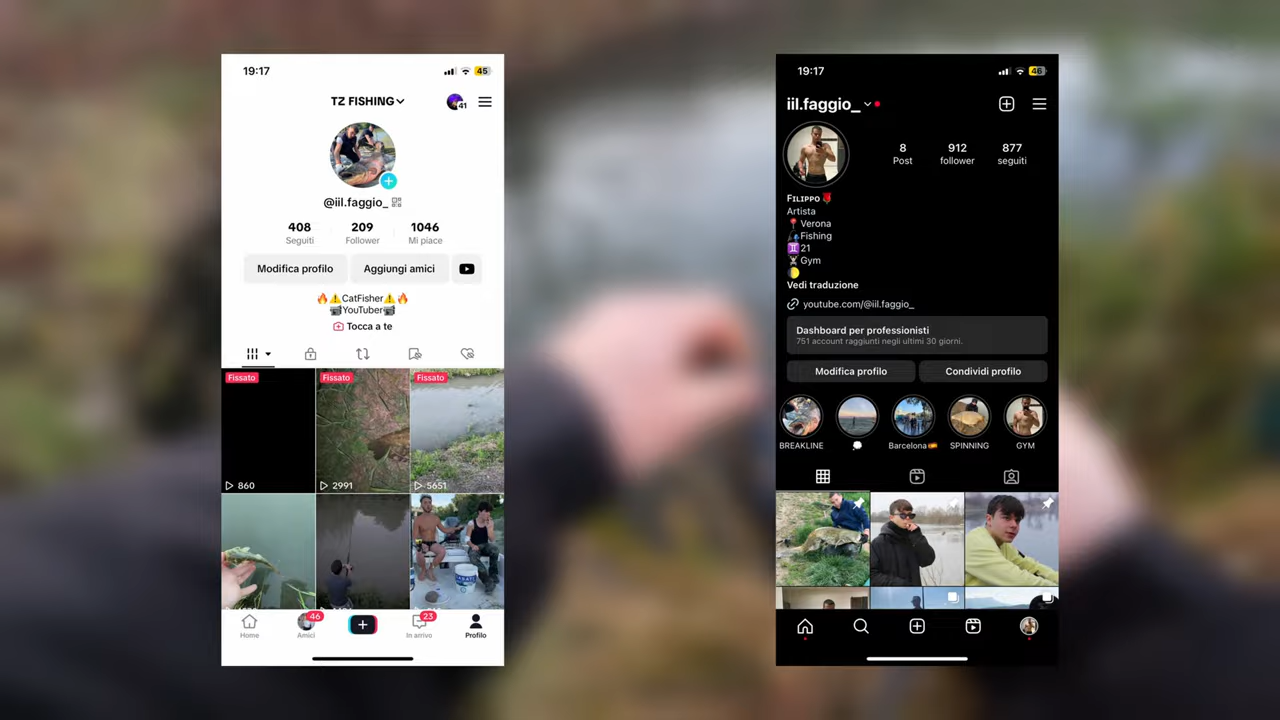 19:17
45
TZ FISHING
41
@iil.faggio_
408 209 1046
Seguiti Follower Mi piace
Modifica profilo Aggiungi amici
🔥⚠️CatFisher⚠️🔥
📹YouTuber📹
Tocca a te
Fissato Fissato Fissato
860 2991 5651
Home Amici 46 In arrivo 23 Profilo
19:17
46
iil.faggio_
8 912 877
Post follower seguiti
Fɪʟɪᴘᴘᴏ
Artista
📍 Verona
🎣Fishing
♊21
🏋Gym
🌔
Vedi traduzione
youtube.com/@iil.faggio_
Dashboard per professionisti
751 account raggiunti negli ultimi 30 giorni.
Modifica profilo Condividi profilo
BREAKLINE 💭 Barcelona🇪🇸 SPINNING GYM